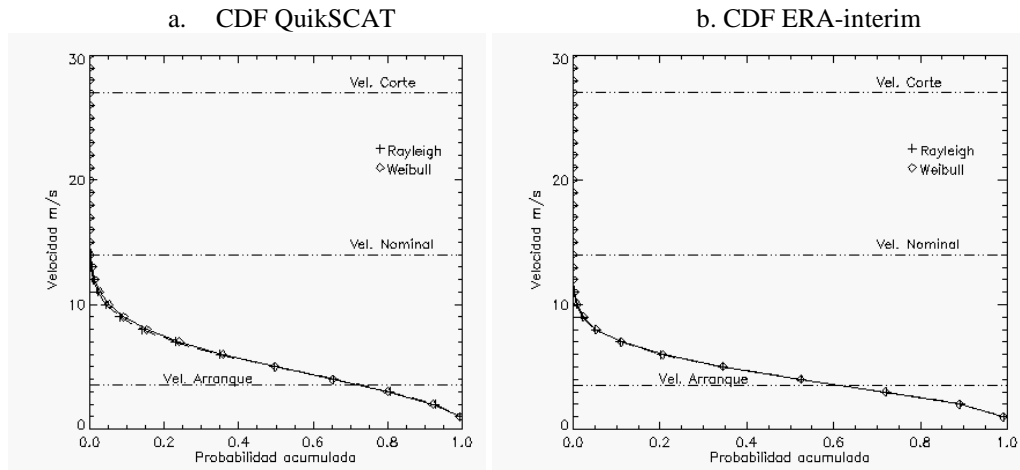 a. CDF QuikSCAT
b. CDF ERA-interim
30
20
10
0
Velocidad m/s
Vel. Corte
+ Rayleigh
◇ Weibull
Vel. Nominal
Vel. Arranque
0.0 0.2 0.4 0.6 0.8 1.0
Probabilidad acumulada
30
20
10
0
Velocidad m/s
Vel. Corte
+ Rayleigh
◇ Weibull
Vel. Nominal
Vel. Arranque
0.0 0.2 0.4 0.6 0.8 1.0
Probabilidad acumulada